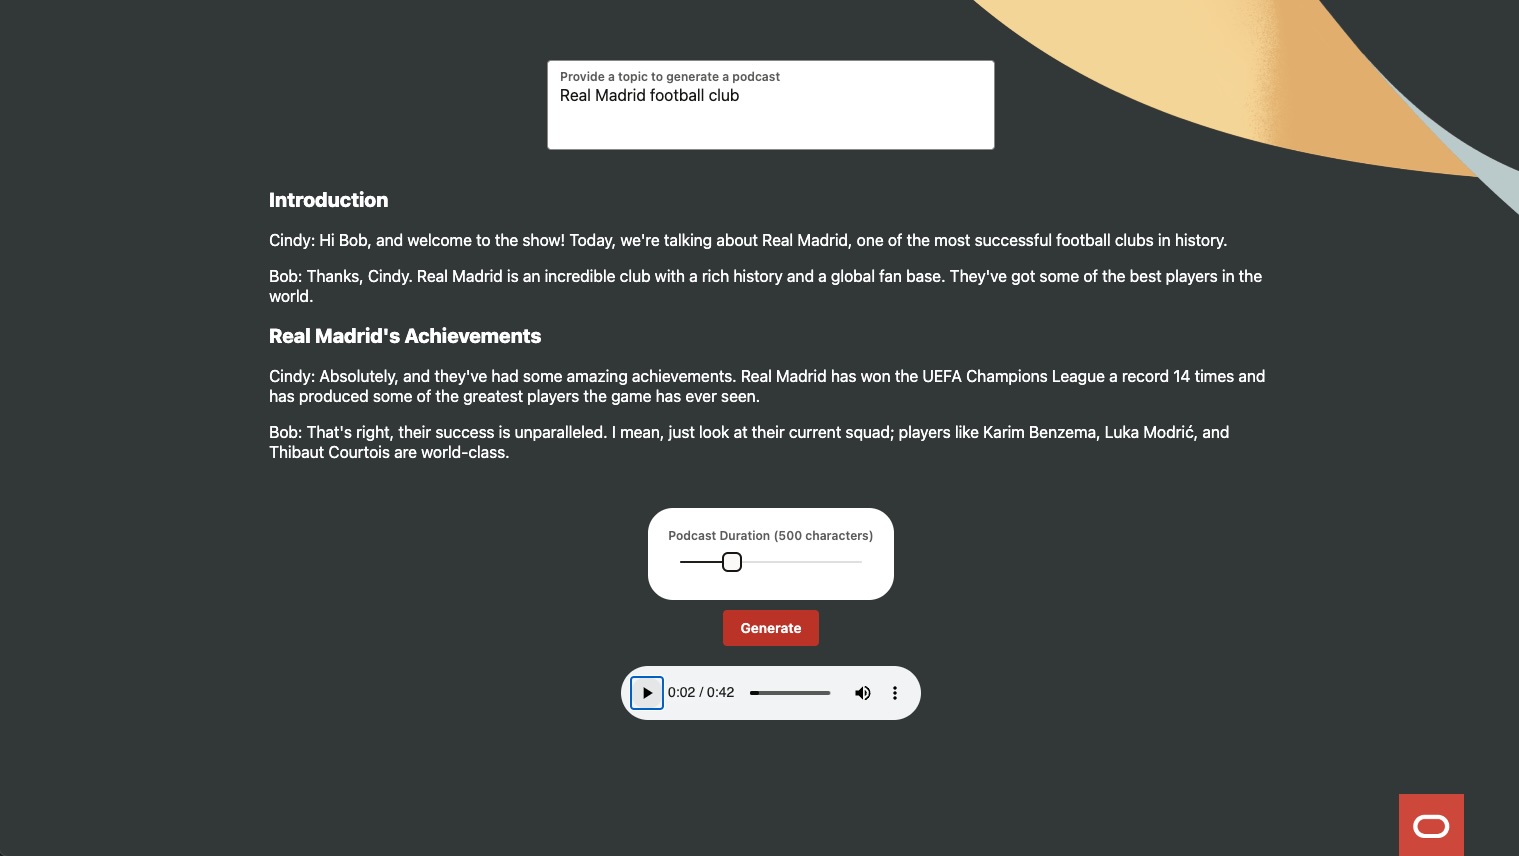 Provide a topic to generate a podcast
Real Madrid football club
Introduction
Cindy: Hi Bob, and welcome to the show! Today, we're talking about Real Madrid, one of the most successful football clubs in history.
Bob: Thanks, Cindy. Real Madrid is an incredible club with a rich history and a global fan base. They've got some of the best players in the
world.
Real Madrid's Achievements
Cindy: Absolutely, and they've had some amazing achievements. Real Madrid has won the UEFA Champions League a record 14 times and
has produced some of the greatest players the game has ever seen.
Bob: That's right, their success is unparalleled. I mean, just look at their current squad; players like Karim Benzema, Luka Modrić, and
Thibaut Courtois are world-class.
Podcast Duration (500 characters)
Generate
0:02 / 0:42